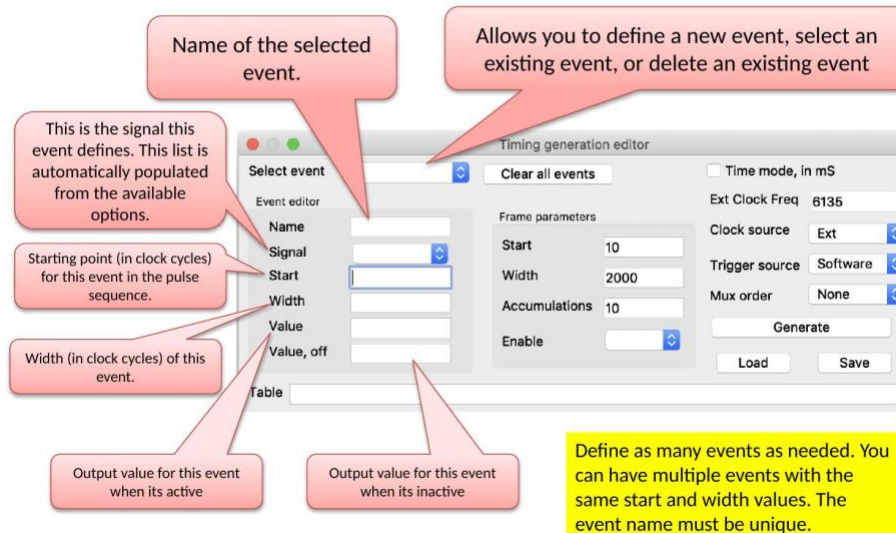 Name of the selected
event.
Allows you to define a new event, select an
existing event, or delete an existing event
This is the signal this
event defines. This list is
automatically populated
from the available
options.
Starting point (in clock cycles)
for this event in the pulse
sequence.
Width (in clock cycles) of this
event.
Timing generation editor
Select event
Clear all events
Time mode, in mS
Event editor
Name
Signal
Start
Width
Value
Value, off
Frame parameters
Start 10
Width 2000
Accumulations 10
Enable
Ext Clock Freq 6135
Clock source Ext
Trigger source Software
Mux order None
Generate
Load Save
Table
Output value for this event
when its active
Output value for this event
when its inactive
Define as many events as needed. You
can have multiple events with the
same start and width values. The
event name must be unique.